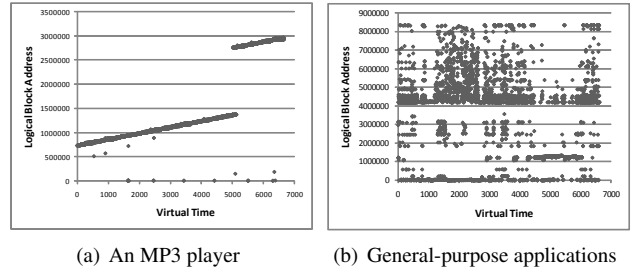 3500000
3000000
2500000
2000000
1500000
1000000
500000
0
Logical Block Address
0 1000 2000 3000 4000 5000 6000 7000
Virtual Time
(a) An MP3 player
9000000
8000000
7000000
6000000
5000000
4000000
3000000
2000000
1000000
0
Logical Block Address
0 1000 2000 3000 4000 5000 6000 7000
Virtual Time
(b) General-purpose applications